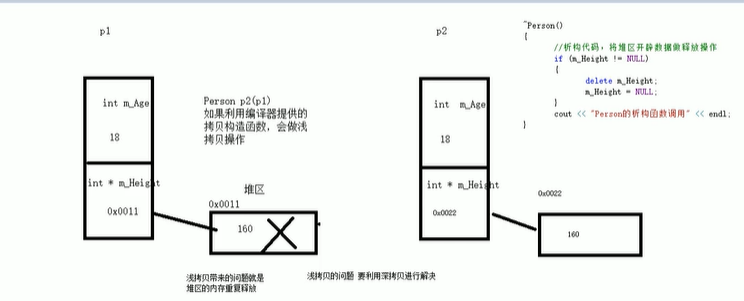 p1
int m_Age
18
int * m_Height
0x0011
Person p2(p1)
如果利用编译器提供的
拷贝构造函数，会做浅
拷贝操作
堆区
0x0011
160
浅拷贝带来的问题就是
堆区的内存重复释放
浅拷贝的问题 要利用深拷贝进行解决
p2
int m_Age
18
int * m_Height
0x0022
0x0022
160
~Person()
{
//析构代码，将堆区开辟数据做释放操作
if (m_Height != NULL)
{
delete m_Height;
m_Height = NULL;
}
cout << "Person的析构函数调用" << endl;
}